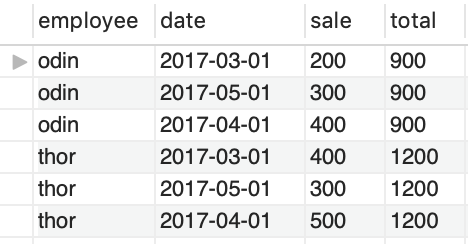 employee date sale total
odin 2017-03-01 200 900
odin 2017-05-01 300 900
odin 2017-04-01 400 900
thor 2017-03-01 400 1200
thor 2017-05-01 300 1200
thor 2017-04-01 500 1200